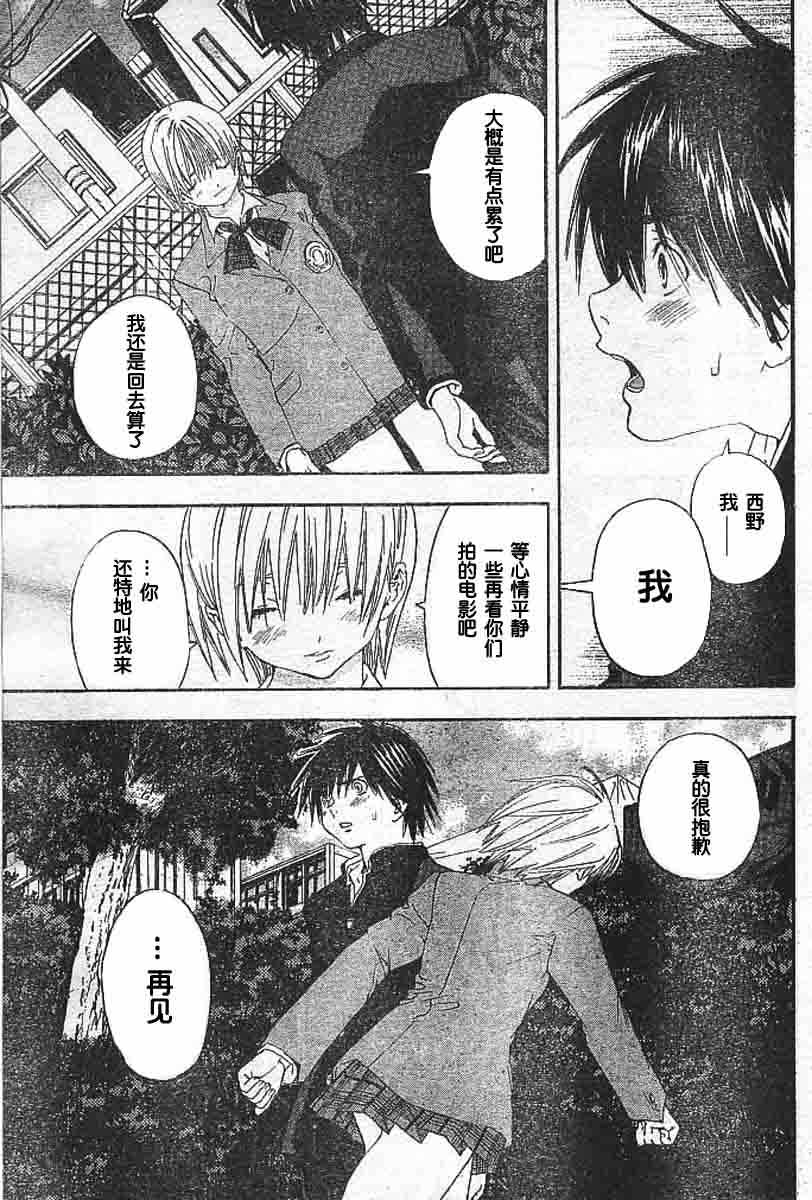 西野
我——
我
大概是有点累了吧
我还是回去算了
等心情平静
一些再看你们
拍的电影吧
…你
还特地叫我来
真的很抱歉
…
再见